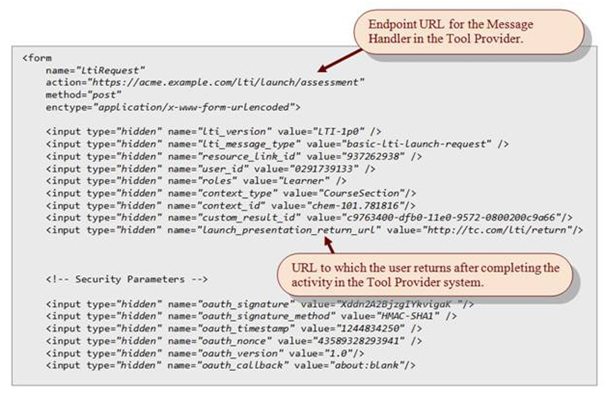 Endpoint URL for the Message
Handler in the Tool Provider.
<form
name="LtiRequest"
action="https://acme.example.com/lti/launch/assessment"
method="post"
enctype="application/x-www-form-urlencoded">
<input type="hidden" name="lti_version" value="LTI-1p0" />
<input type="hidden" name="lti_message_type" value="basic-lti-launch-request" />
<input type="hidden" name="resource_link_id" value="937262938" />
<input type="hidden" name="user_id" value="0291739133" />
<input type="hidden" name="roles" value="Learner" />
<input type="hidden" name="context_type" value="CourseSection"/>
<input type="hidden" name="context_id" value="chem-101.781816"/>
<input type="hidden" name="custom_result_id" value="c9763400-dfb0-11e0-9572-0800200c9a66"/>
<input type="hidden" name="launch_presentation_return_url" value="http://tc.com/lti/return"/>
URL to which the user returns after completing the
activity in the Tool Provider system.
<!-- Security Parameters -->
<input type="hidden" name="oauth_signature" value="Xddn2A2BjzgIYkvigaK "/>
<input type="hidden" name="oauth_signature_method" value="HMAC-SHA1" />
<input type="hidden" name="oauth_timestamp" value="1244834250" />
<input type="hidden" name="oauth_nonce" value="43589328293941" />
<input type="hidden" name="oauth_version" value="1.0"/>
<input type="hidden" name="oauth_callback" value="about:blank"/>